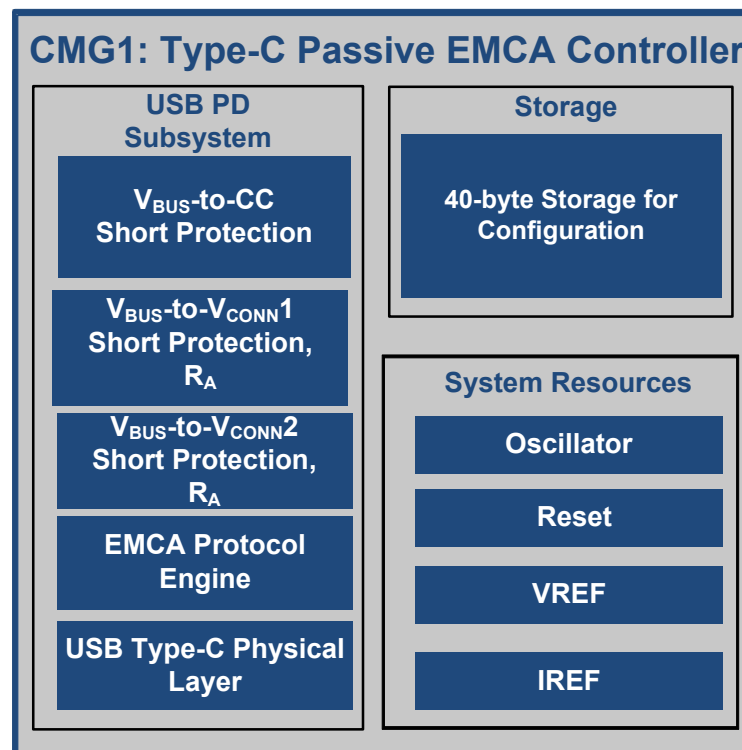 CMG1: Type-C Passive EMCA Controller
USB PD
Subsystem
VBUS-to-CC
Short Protection
VBUS-to-VCONN1
Short Protection,
RA
VBUS-to-VCONN2
Short Protection,
RA
EMCA Protocol
Engine
USB Type-C Physical
Layer
Storage
40-byte Storage for
Configuration
System Resources
Oscillator
Reset
VREF
IREF